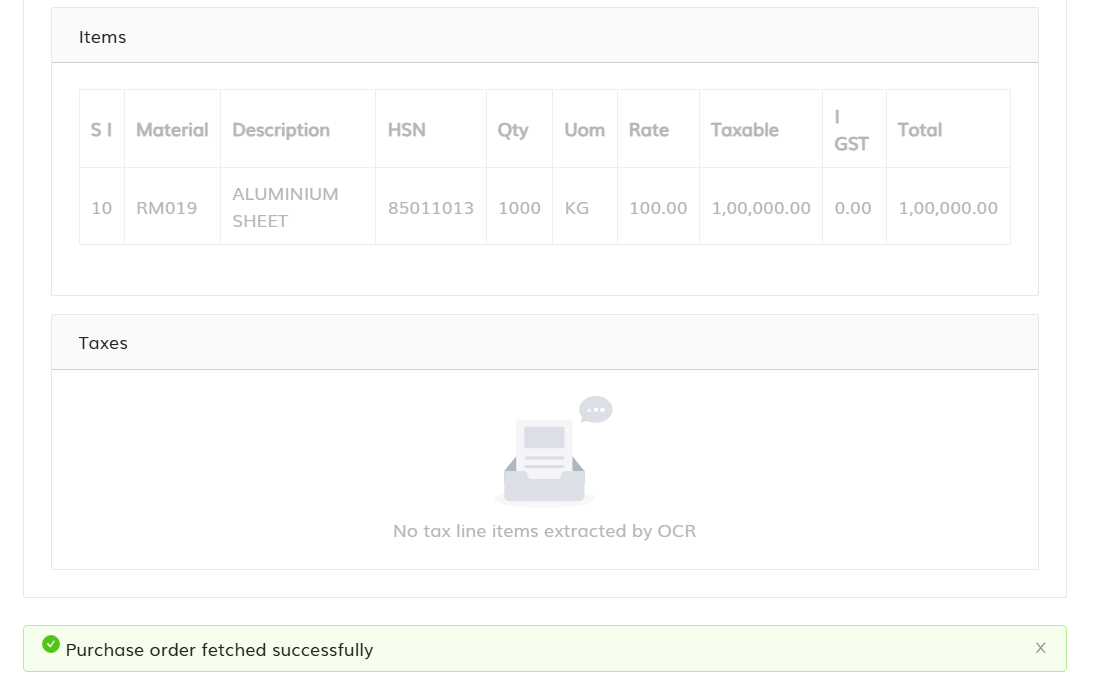 Items
S I Material Description HSN Qty Uom Rate Taxable I GST Total
10 RM019 ALUMINIUM SHEET 85011013 1000 KG 100.00 1,00,000.00 0.00 1,00,000.00
Taxes
No tax line items extracted by OCR
Purchase order fetched successfully